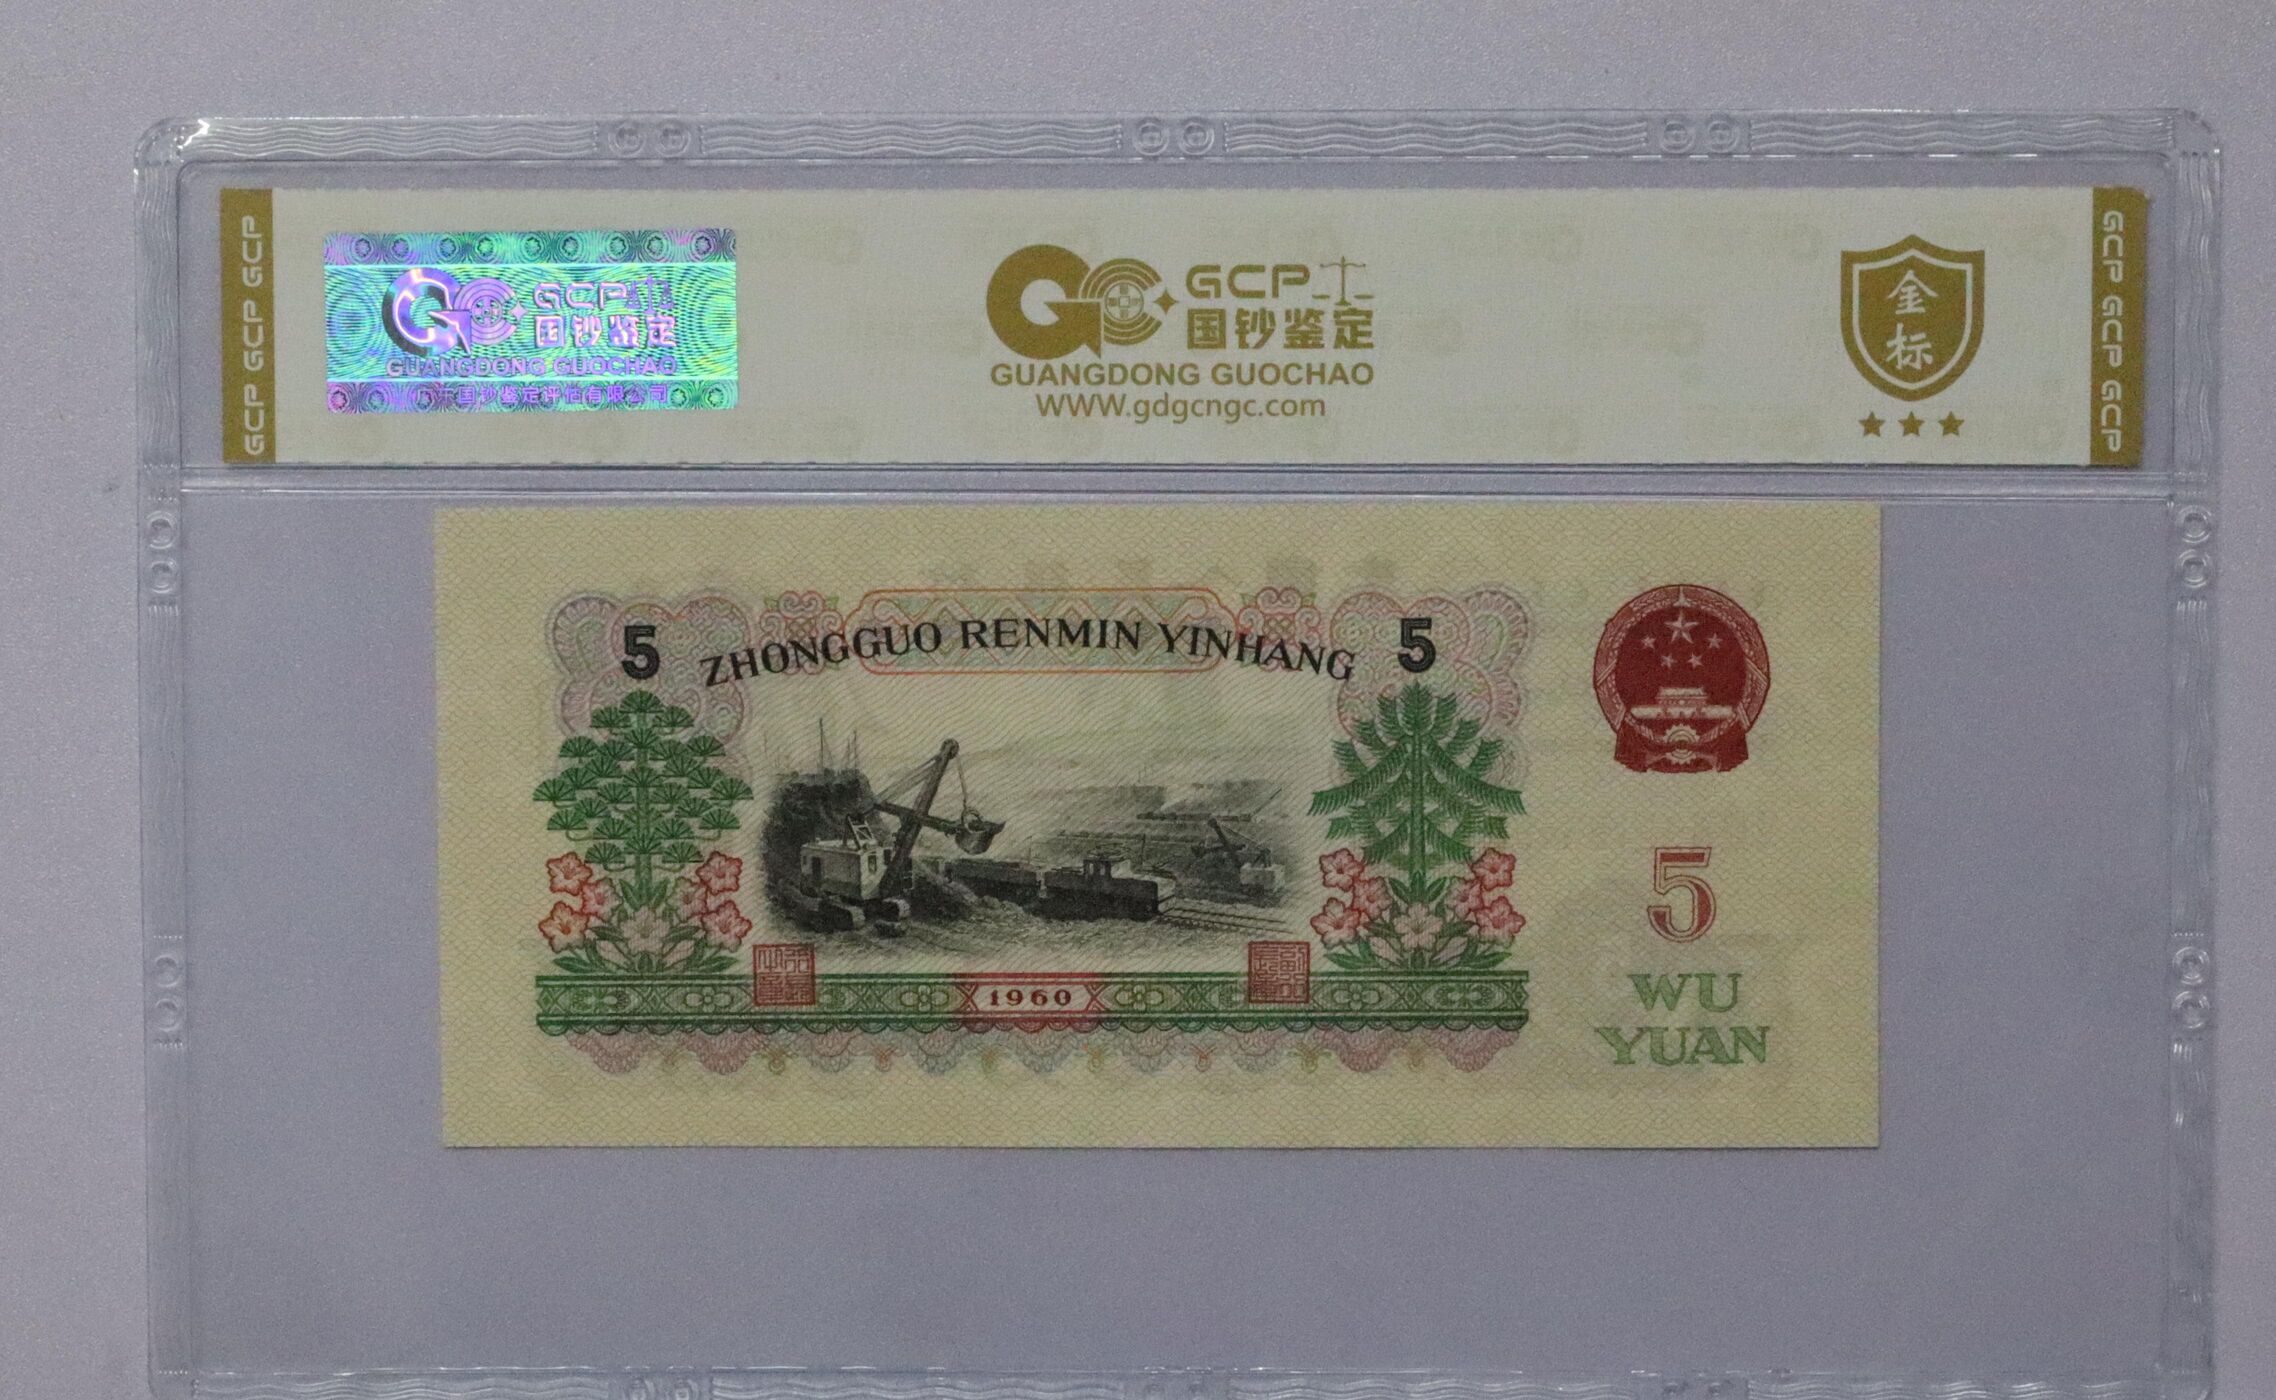 GCP GCP GCP
GCP
国钞鉴定
GUANGDONG GUOCHAO
广东国钞鉴定评估有限公司
GCP
国钞鉴定
GUANGDONG GUOCHAO
WWW.gdgcngc.com
金
标
GCP GCP GCP
5
ZHONGGUO RENMIN YINHANG
5
1960
5
WU
YUAN